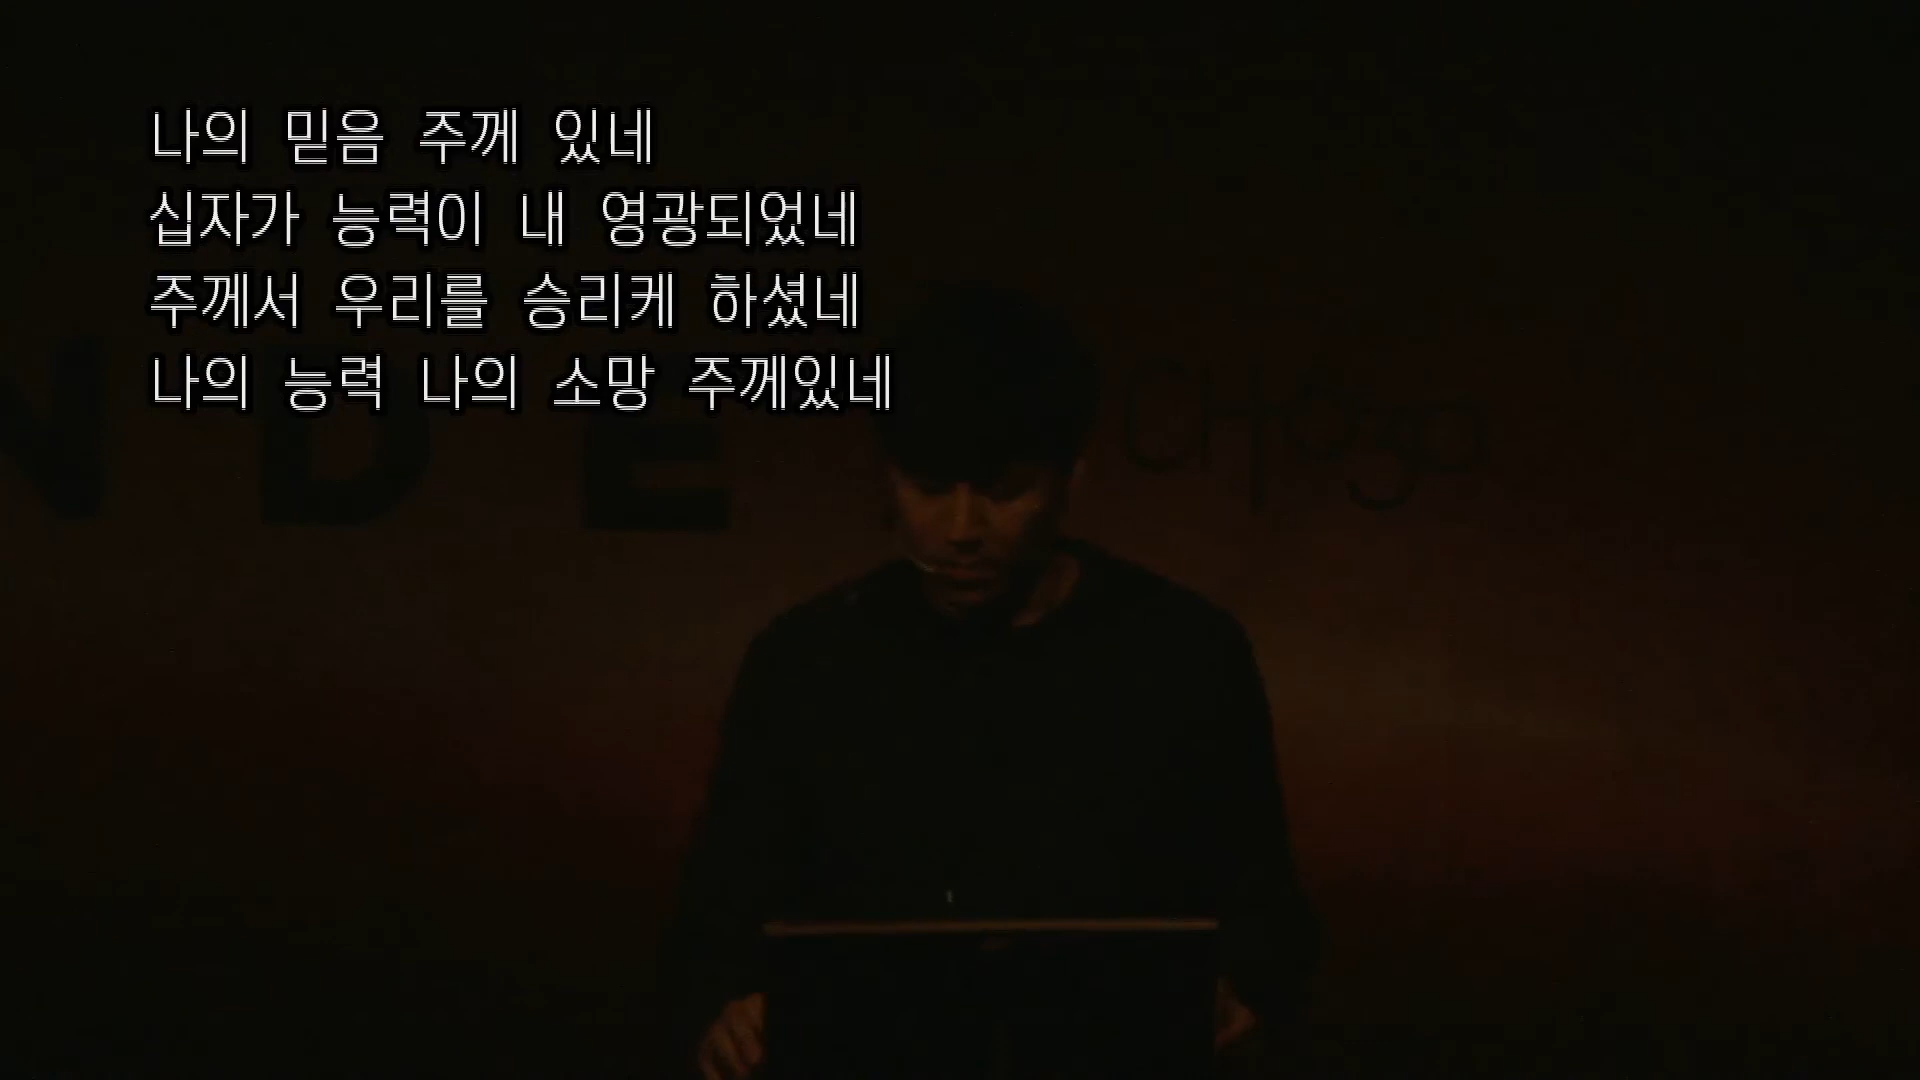 나의 믿음 주께 있네
십자가 능력이 내 영광되었네
주께서 우리를 승리케 하셨네
나의 능력 나의 소망 주께있네
N D E